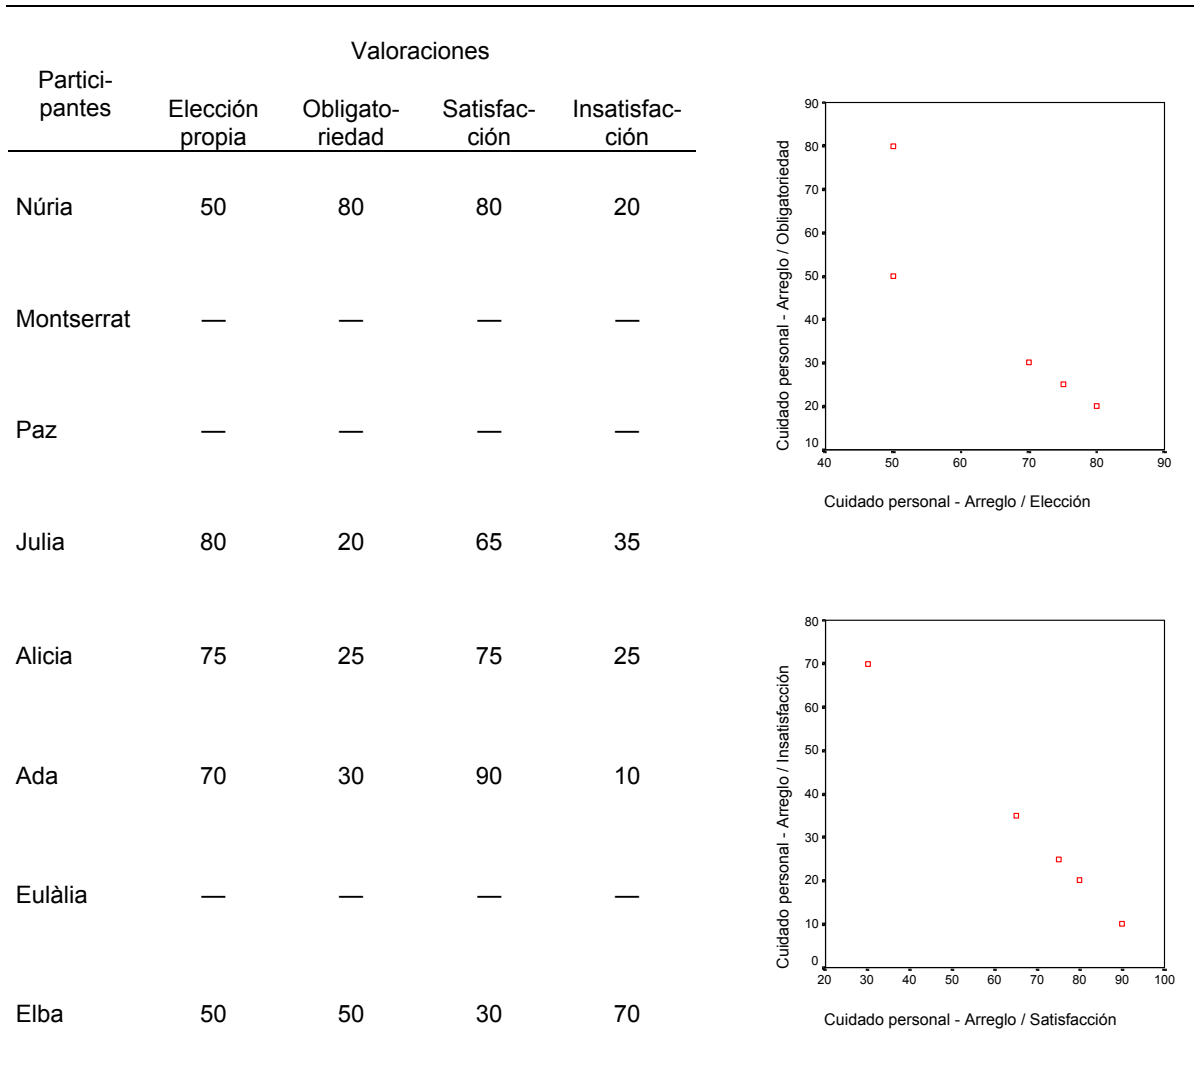 Valoraciones
Partici-
pantes
Elección
propia
Obligato-
riedad
Satisfac-
ción
Insatisfac-
ción
Núria 50 80 80 20
Montserrat — — — —
Paz — — — —
Julia 80 20 65 35
Alicia 75 25 75 25
Ada 70 30 90 10
Eulàlia — — — —
Elba 50 50 30 70
Cuidado personal - Arreglo / Obligatoriedad
90
80
70
60
50
40
30
20
10
40 50 60 70 80 90
Cuidado personal - Arreglo / Elección
Cuidado personal - Arreglo / Insatisfacción
80
70
60
50
40
30
20
10
0
20 30 40 50 60 70 80 90 100
Cuidado personal - Arreglo / Satisfacción